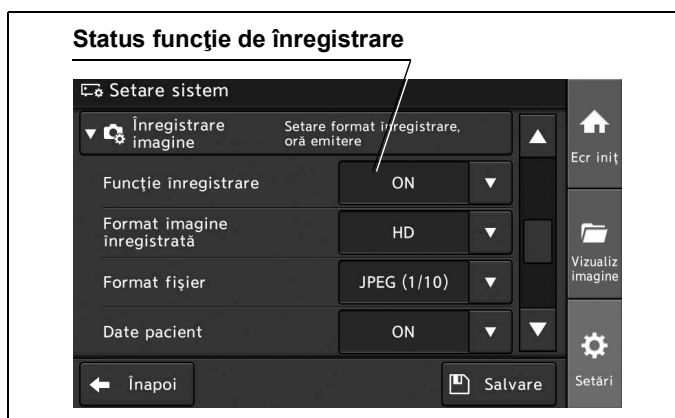 Status funcţie de înregistrare
Setare sistem
Înregistrare
imagine
Setare format înregistrare,
oră emitere
Ecr iniţ
Funcţie înregistrare
ON
Format imagine
înregistrată
HD
Vizualiz
imagine
Format fişier
JPEG (1/10)
Date pacient
ON
Înapoi
Salvare
Setări